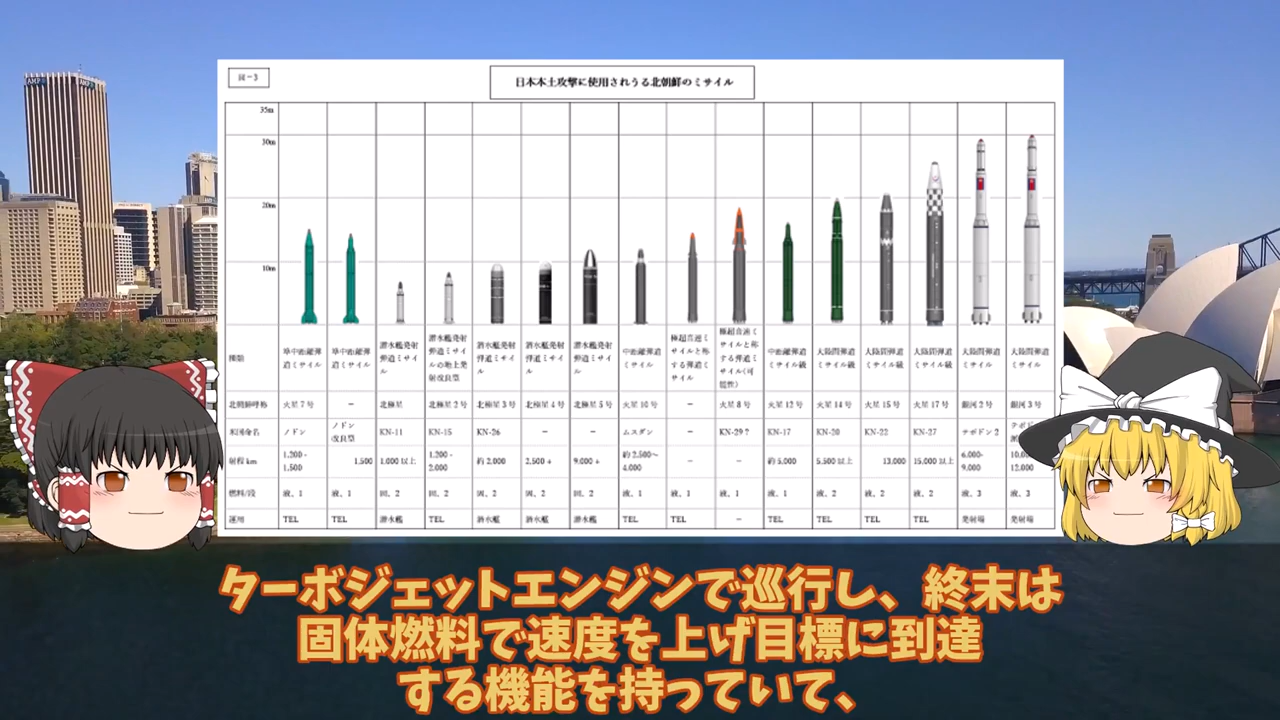 AMP
AMP
図-3
日本本土攻撃に使用されうる北朝鮮のミサイル
35m
30m
20m
10m
種類
準中距離弾道ミサイル
準中距離弾道ミサイル
潜水艦発射弾道ミサイル
潜水艦発射弾道ミサイルの地上発射改良型
潜水艦発射弾道ミサイル
潜水艦発射弾道ミサイル
潜水艦発射弾道ミサイル
中距離弾道ミサイル
極超音速ミサイルと称する弾道ミサイル
極超音速ミサイルと称する弾道ミサイル(可能性)
中距離弾道ミサイル級
大陸間弾道ミサイル級
大陸間弾道ミサイル級
大陸間弾道ミサイル級
大陸間弾道ミサイル
大陸間弾道ミサイル
北朝鮮呼称 火星7号 － 北極星 北極星2号 北極星3号 北極星4号 北極星5号 火星10号 － 火星8号 火星12号 火星14号 火星15号 火星17号 銀河2号 銀河3号
米国命名 ノドン ノドン改良型 KN-11 KN-15 KN-26 － － ムスダン － KN-29? KN-17 KN-20 KN-22 KN-27 テポドン2 テポド
射程km 1,200-1,500 1,500 1,000以上 1,200-2,000 約2,000 2,500+ 9,000+ 約2,500～4,000 － － 約5,000 5,500以上 13,000 15,000以上 6,000-9,000 10,00 12,000
燃料/段 液、1 液、1 固、2 固、2 固、2 固、2 固、2 液、1 液、1 液、1 液、1 液、2 液、2 液、2 液、3 液、3
運用 TEL TEL 潜水艦 TEL 潜水艦 潜水艦 潜水艦 TEL TEL － TEL TEL TEL TEL 発射場 発射場
ターボジェットエンジンで巡行し、終末は
固体燃料で速度を上げ目標に到達
する機能を持っていて、